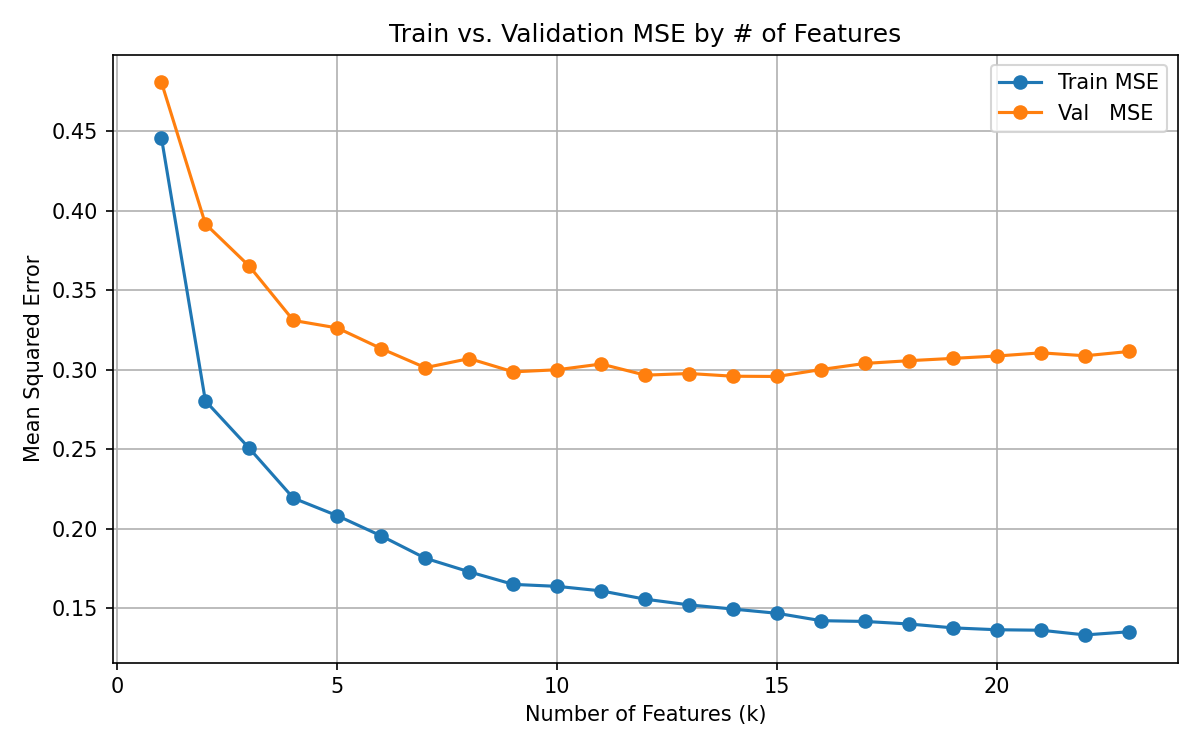 Train vs. Validation MSE by # of Features
Train MSE
Val   MSE
Mean Squared Error
0.45
0.40
0.35
0.30
0.25
0.20
0.15
0 5 10 15 20
Number of Features (k)